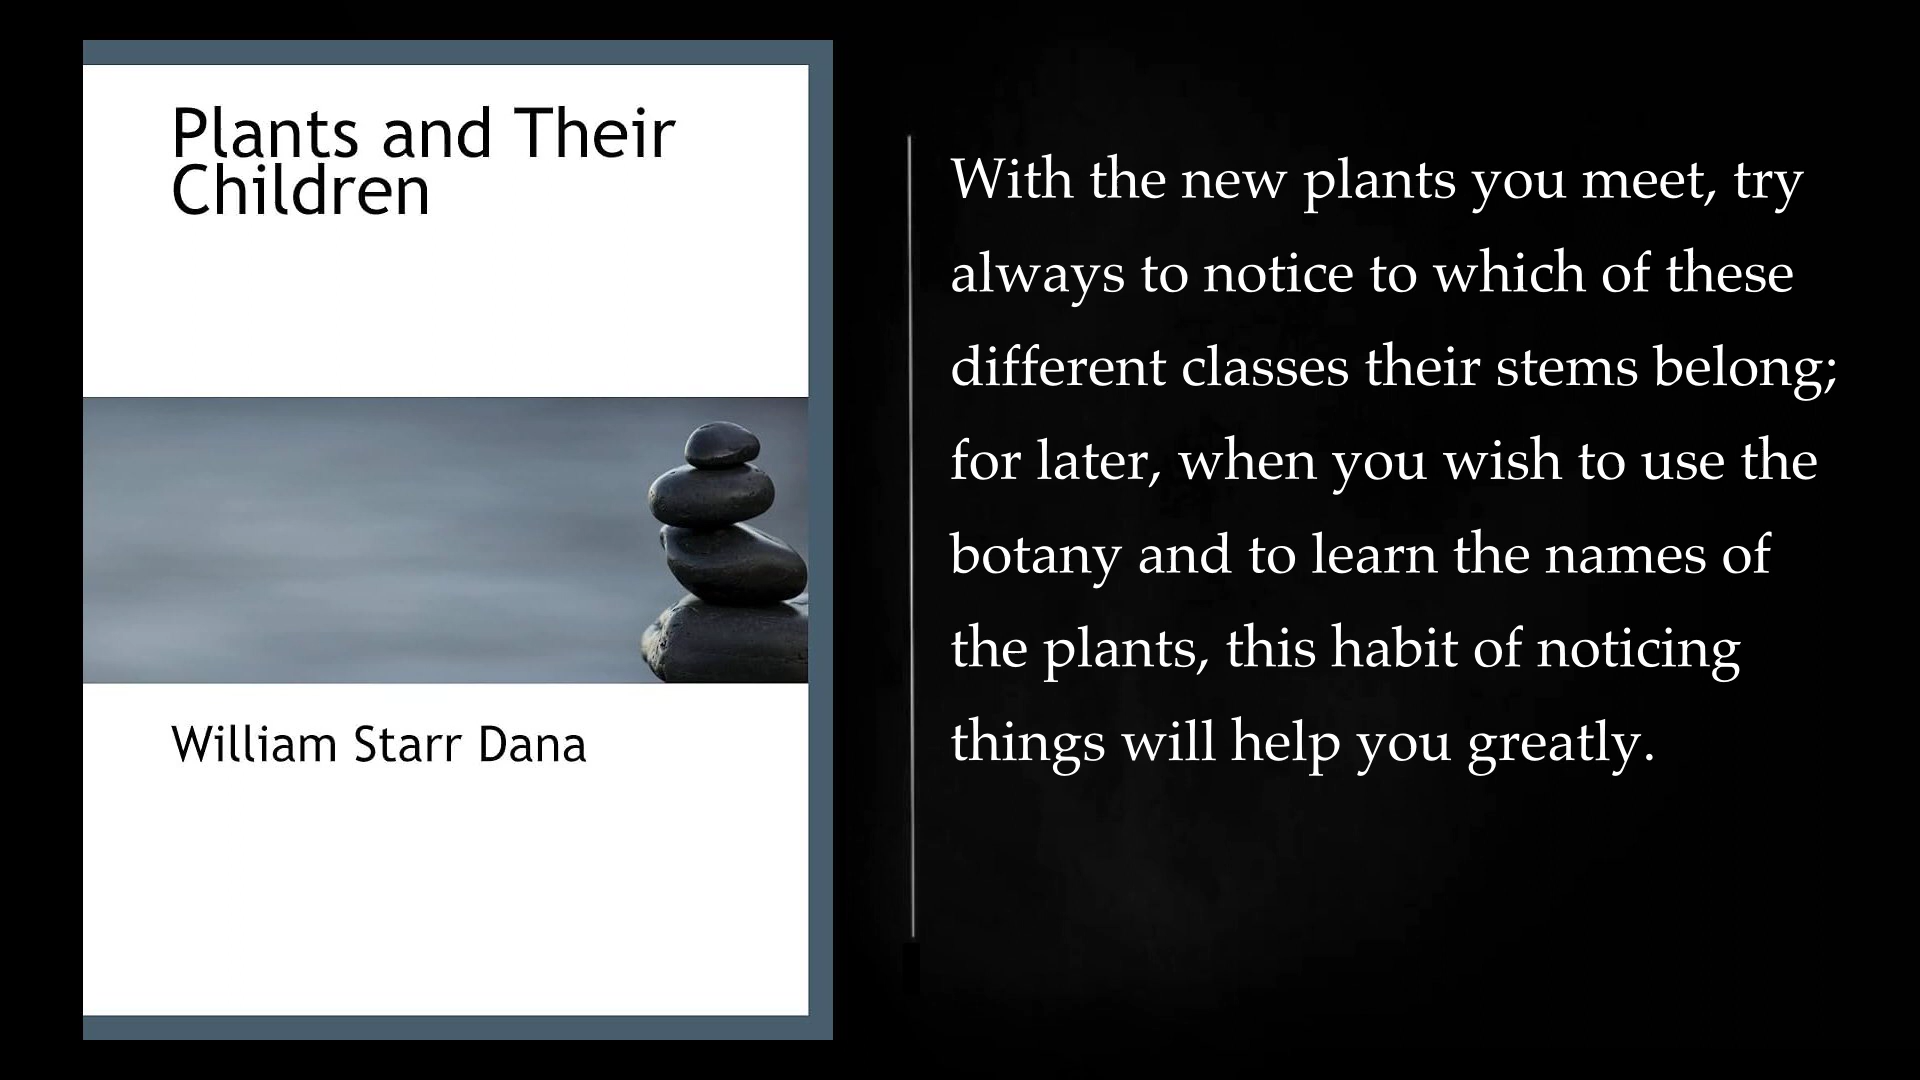 Plants and Their
Children
William Starr Dana
With the new plants you meet, try
always to notice to which of these
different classes their stems belong;
for later, when you wish to use the
botany and to learn the names of
the plants, this habit of noticing
things will help you greatly.